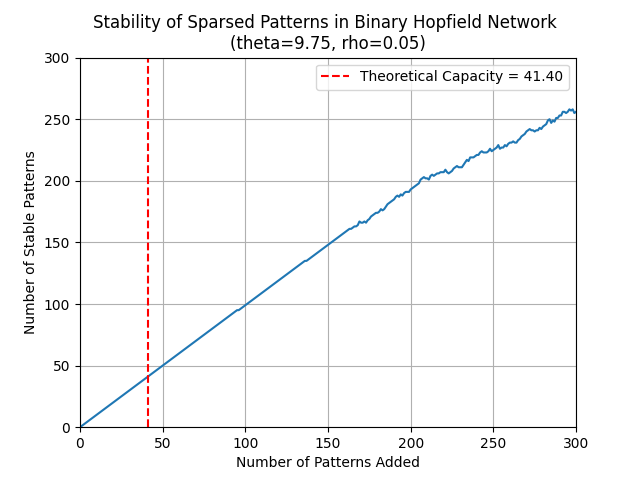 Stability of Sparsed Patterns in Binary Hopfield Network
(theta=9.75, rho=0.05)
Theoretical Capacity = 41.40
Number of Stable Patterns
300
250
200
150
100
50
0
0 50 100 150 200 250 300
Number of Patterns Added